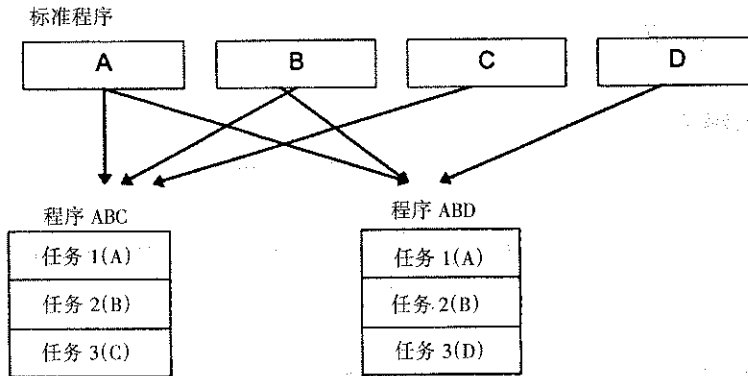 标准程序
A B C D
程序 ABC 程序 ABD
任务 1(A) 任务 1(A)
任务 2(B) 任务 2(B)
任务 3(C) 任务 3(D)